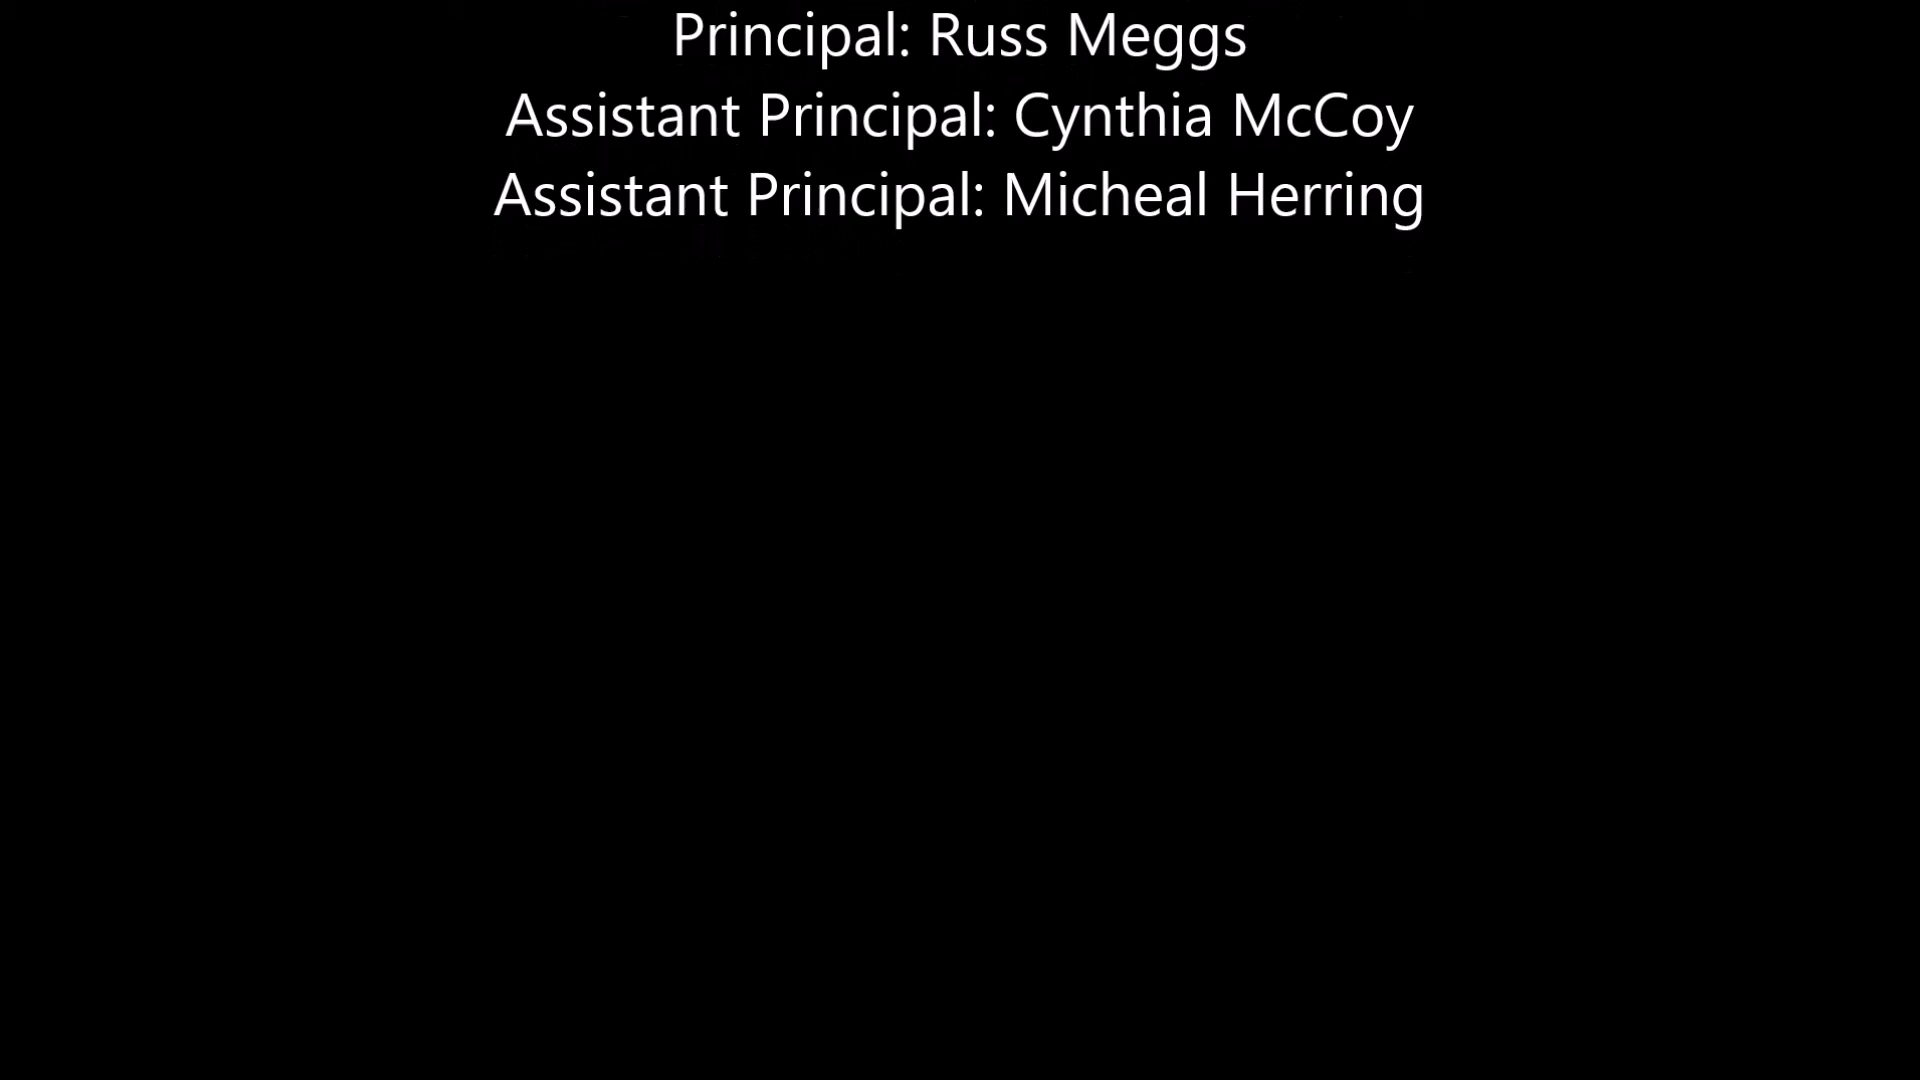 Principal: Russ Meggs
Assistant Principal: Cynthia McCoy
Assistant Principal: Micheal Herring